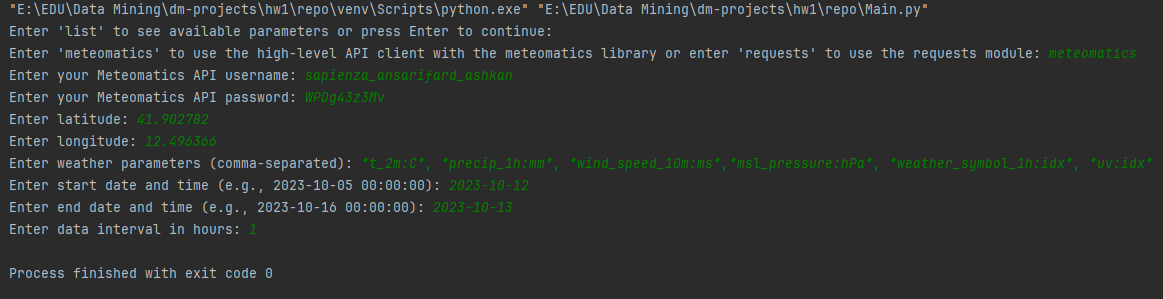 "E:\EDU\Data Mining\dm-projects\hw1\repo\venv\Scripts\python.exe" "E:\EDU\Data Mining\dm-projects\hw1\repo\Main.py"
Enter 'list' to see available parameters or press Enter to continue:
Enter 'meteomatics' to use the high-level API client with the meteomatics library or enter 'requests' to use the requests module: meteomatics
Enter your Meteomatics API username: sapienza_ansarifard_ashkan
Enter your Meteomatics API password: WPDg43z3Mv
Enter latitude: 41.902782
Enter longitude: 12.496366
Enter weather parameters (comma-separated): "t_2m:C", "precip_1h:mm", "wind_speed_10m:ms","msl_pressure:hPa", "weather_symbol_1h:idx", "uv:idx"
Enter start date and time (e.g., 2023-10-05 00:00:00): 2023-10-12
Enter end date and time (e.g., 2023-10-16 00:00:00): 2023-10-13
Enter data interval in hours: 1
Process finished with exit code 0